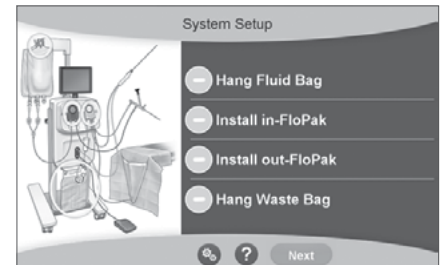 System Setup
Hang Fluid Bag
Install in-FloPak
Install out-FloPak
Hang Waste Bag
?
Next